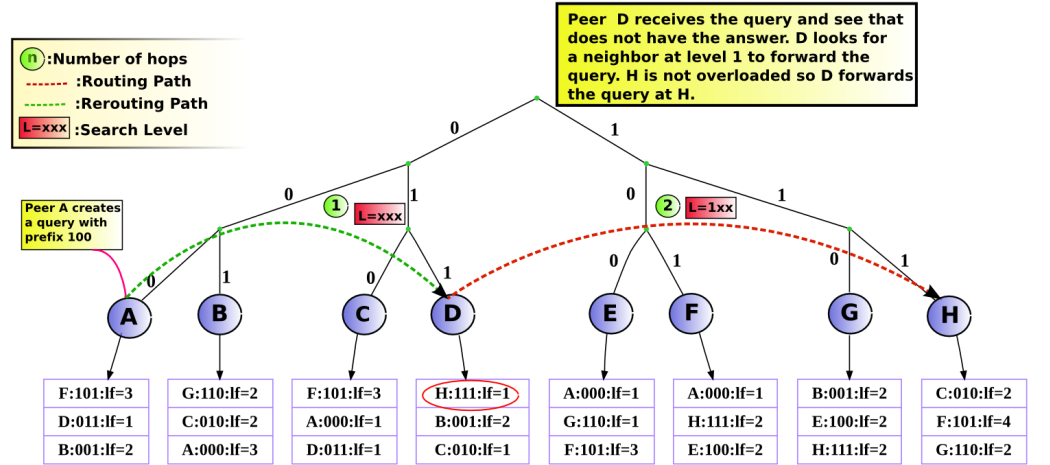 Peer D receives the query and see that
does not have the answer. D looks for
a neighbor at level 1 to forward the
query. H is not overloaded so D forwards
the query at H.
n :Number of hops
:Routing Path
:Rerouting Path
L=xxx :Search Level
0
1
0
1
0
1
1
L=xxx
2
L=1xx
Peer A creates
a query with
prefix 100
0
1
0
1
0
1
0
1
A
B
C
D
E
F
G
H
F:101:lf=3
D:011:lf=1
B:001:lf=2
G:110:lf=2
C:010:lf=2
A:000:lf=3
F:101:lf=3
A:000:lf=1
D:011:lf=1
H:111:lf=1
B:001:lf=2
C:010:lf=1
A:000:lf=1
G:110:lf=1
F:101:lf=3
A:000:lf=1
H:111:lf=2
E:100:lf=2
B:001:lf=2
E:100:lf=2
H:111:lf=2
C:010:lf=2
F:101:lf=4
G:110:lf=2